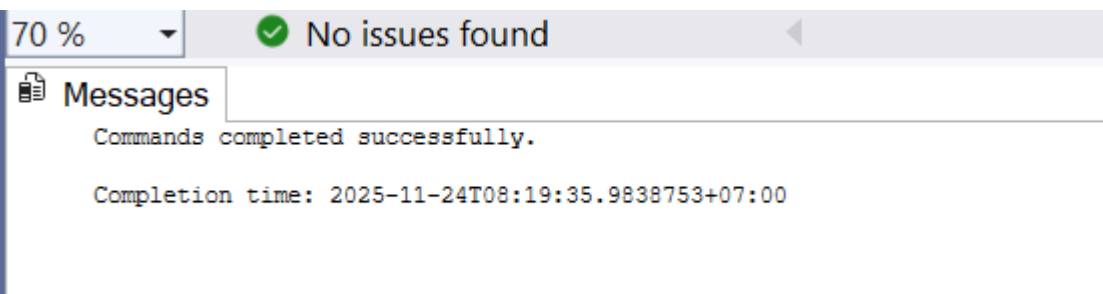 70 %
No issues found
Messages
Commands completed successfully.
Completion time: 2025-11-24T08:19:35.9838753+07:00